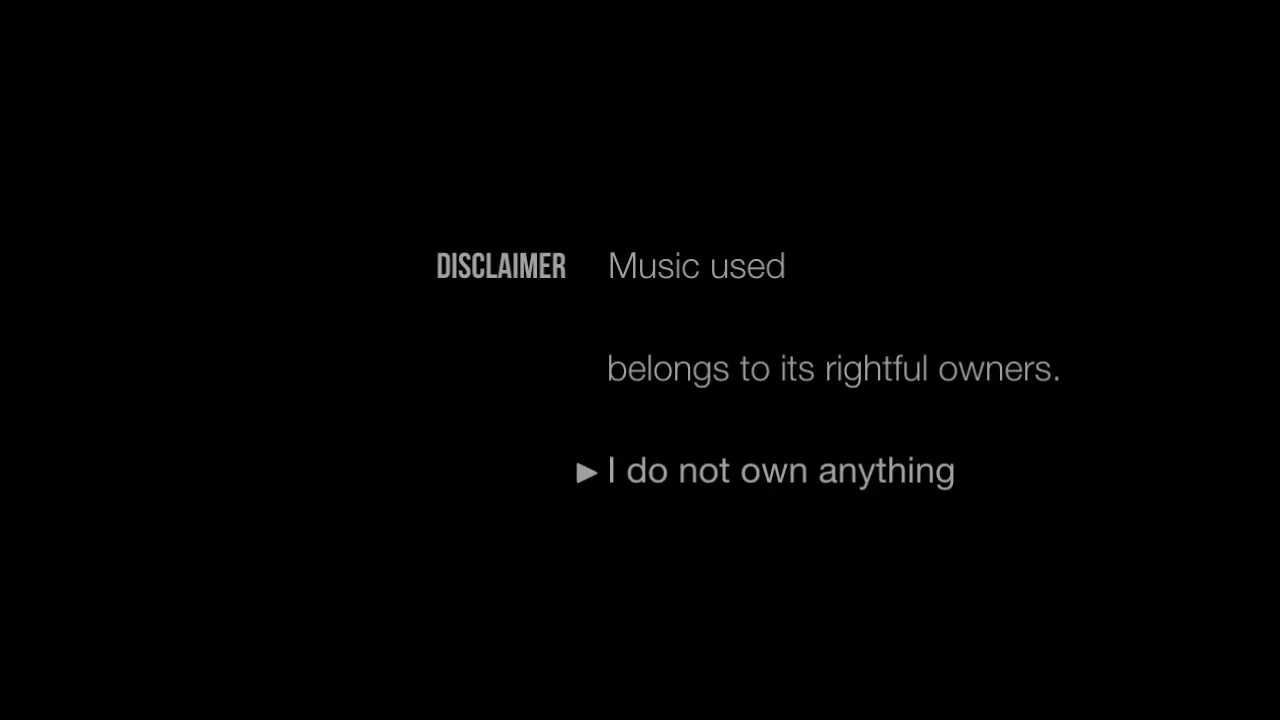 DISCLAIMER Music used
belongs to its rightful owners.
►I do not own anything